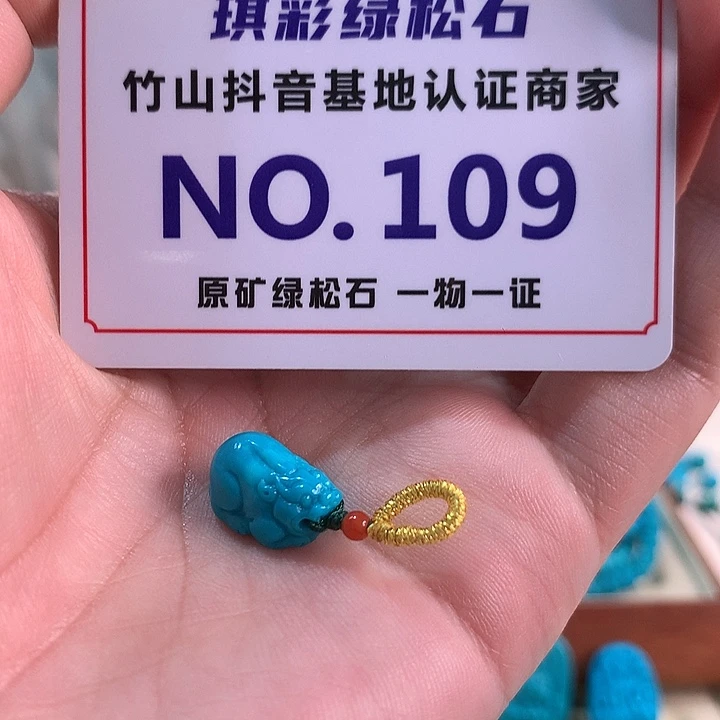 琪彩绿松石
竹山抖音基地认证商家
NO.109
原矿绿松石 一物一证